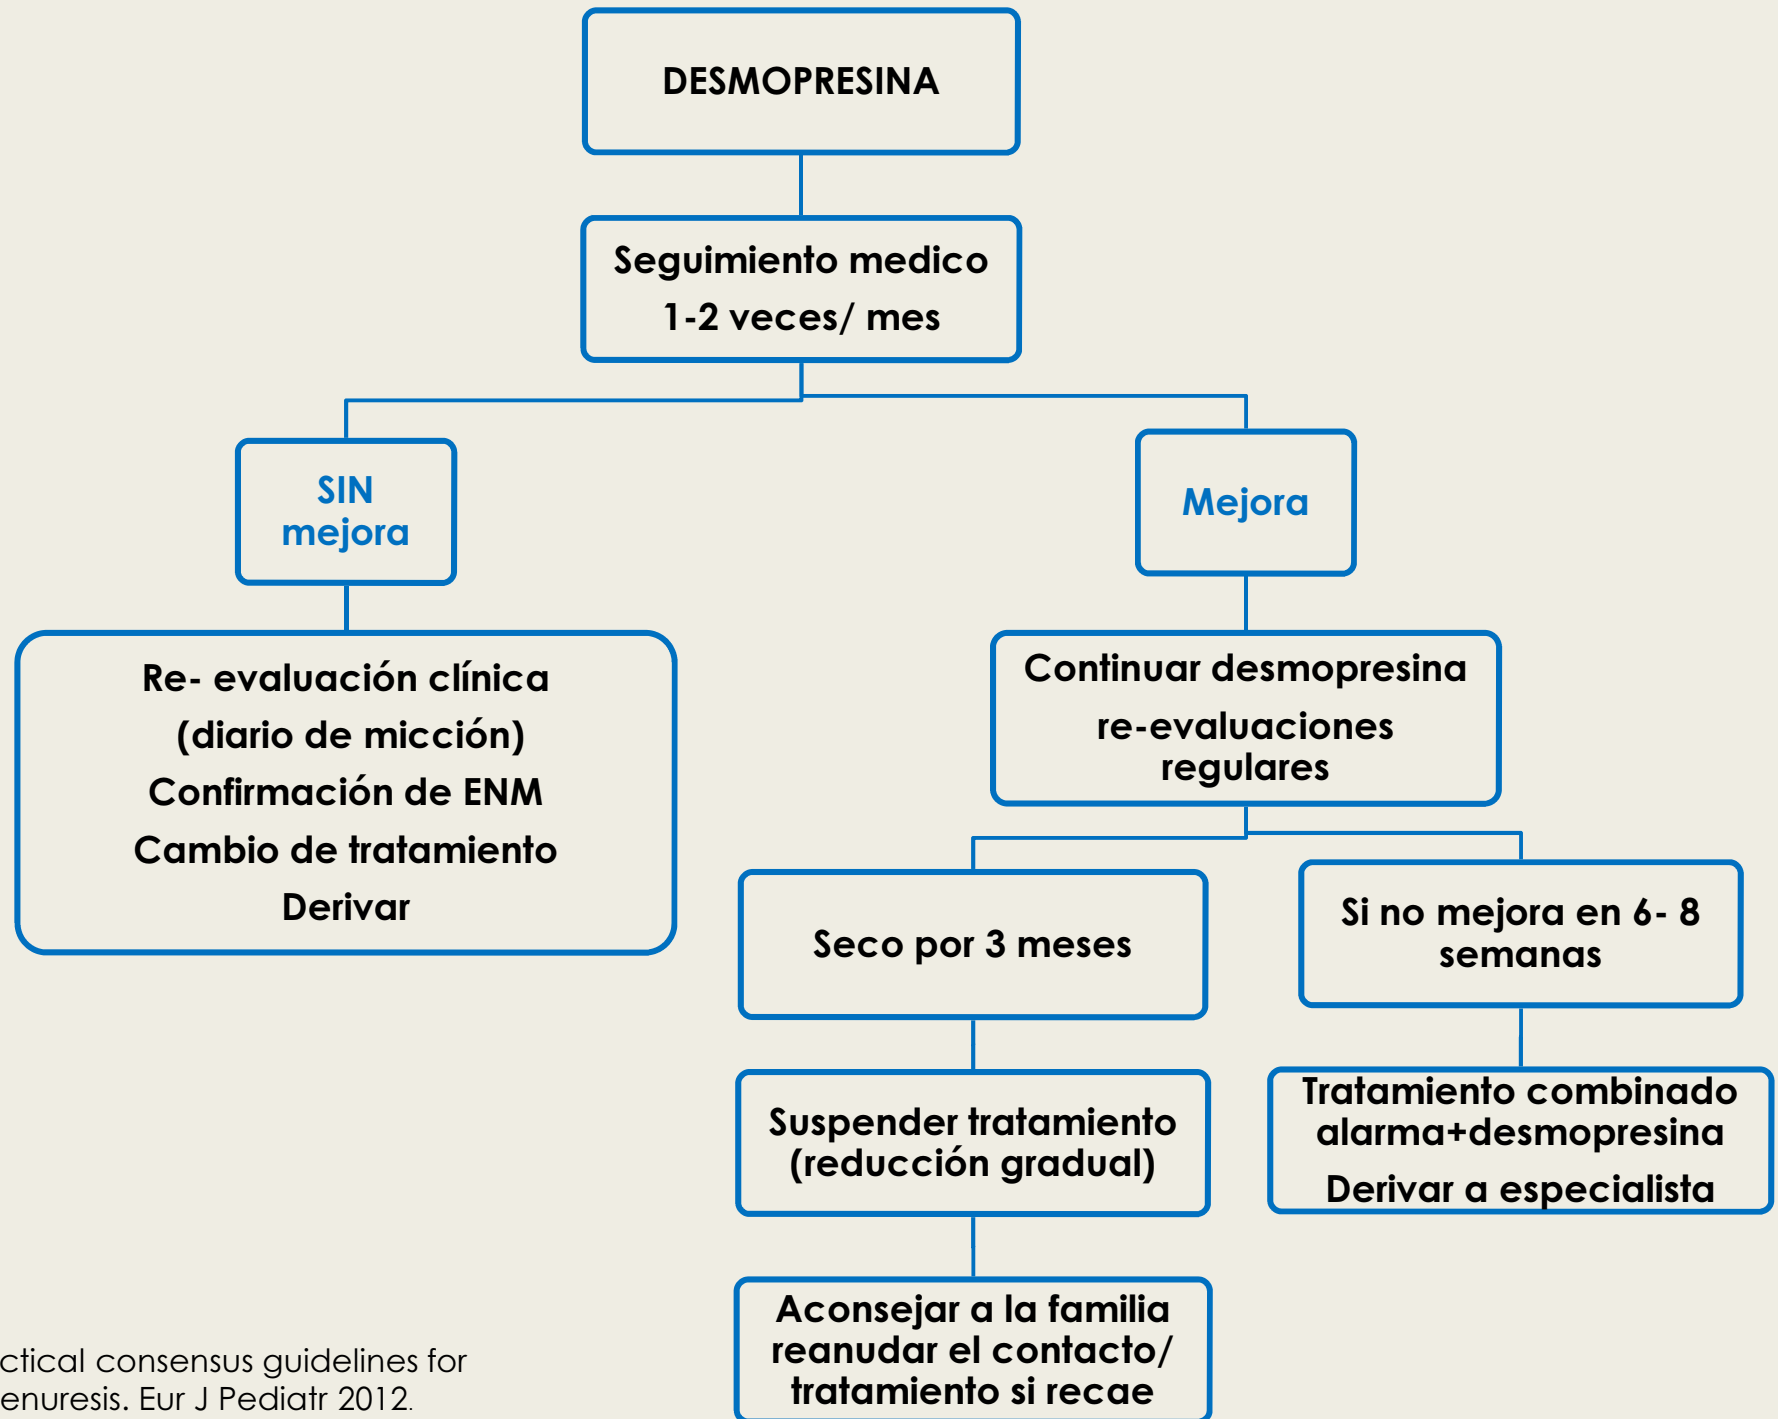 DESMOPRESINA
Seguimiento medico
1-2 veces/ mes
SIN
mejora
Mejora
Re- evaluación clínica
(diario de micción)
Confirmación de ENM
Cambio de tratamiento
Derivar
Continuar desmopresina
re-evaluaciones
regulares
Seco por 3 meses
Si no mejora en 6- 8
semanas
Suspender tratamiento
(reducción gradual)
Tratamiento combinado
alarma+desmopresina
Derivar a especialista
Aconsejar a la familia
reanudar el contacto/
tratamiento si recae
ctical consensus guidelines for
enuresis. Eur J Pediatr 2012.